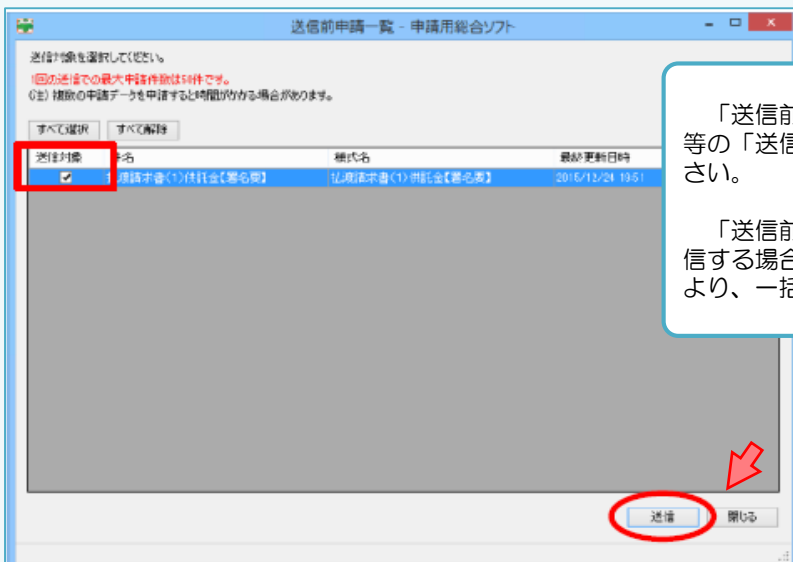 送信前申請一覧 - 申請用総合ソフト
送信対象を選択してください。
1回の送信での最大申請件数は50件です。
(注) 複数の申請データを申請すると時間がかかる場合があります。
すべて選択 すべて解除
送信対象 件名 様式名 最終更新日時
払渡請求書(1)供託金【署名要】 払渡請求書(1)供託金【署名要】 2015/12/24 18:51
「送信前
等の「送信
さい。
「送信前
信する場合
より、一括
送信 閉じる